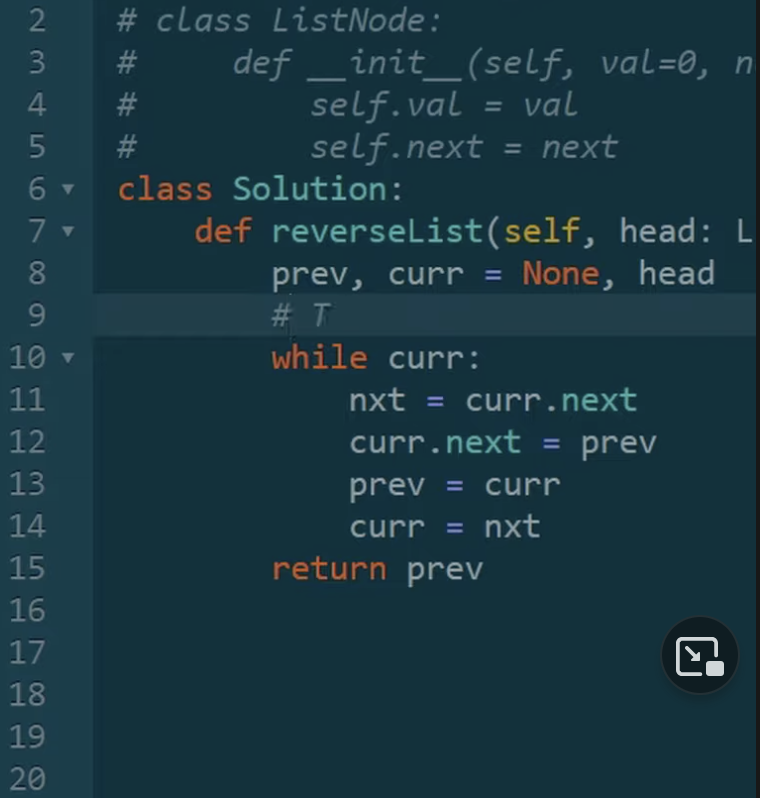 2 # class ListNode:
3 #     def __init__(self, val=0, n
4 #         self.val = val
5 #         self.next = next
6 class Solution:
7     def reverseList(self, head: L
8         prev, curr = None, head
9         # T
10         while curr:
11             nxt = curr.next
12             curr.next = prev
13             prev = curr
14             curr = nxt
15         return prev
16
17
18
19
20